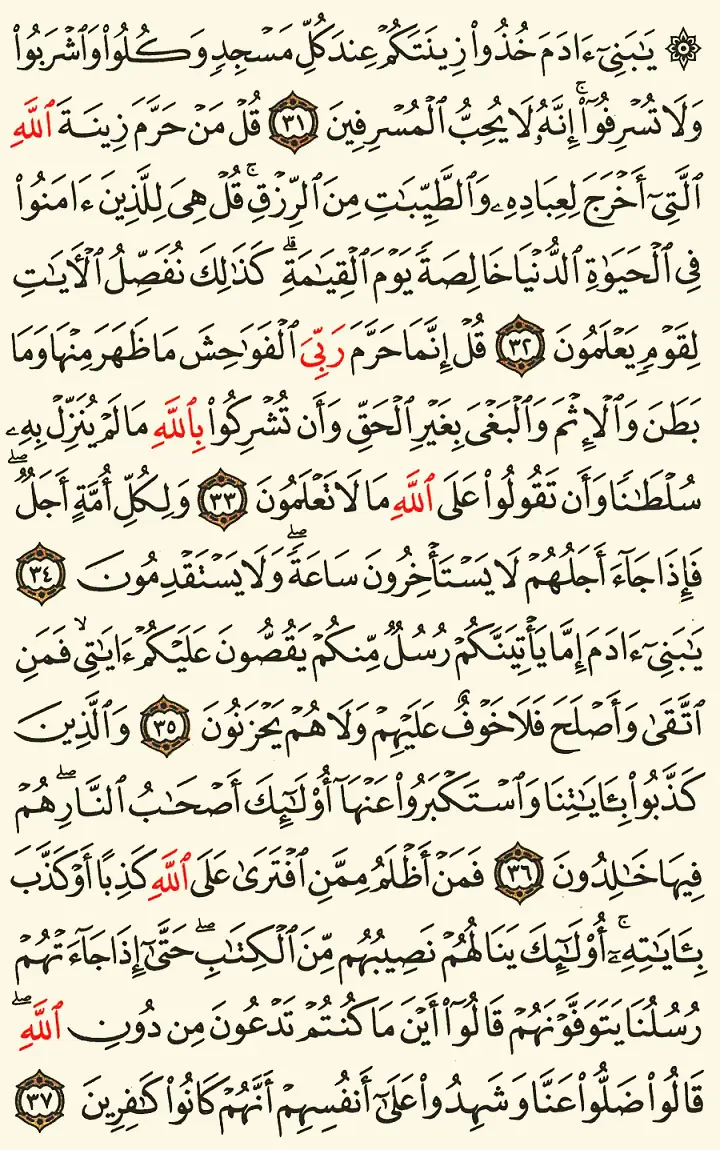 ۞ يَٰبَنِىٓ ءَادَمَ خُذُوا۟ زِينَتَكُمْ عِندَ كُلِّ مَسْجِدٍ وَكُلُوا۟ وَٱشْرَبُوا۟
وَلَا تُسْرِفُوٓا۟ ۚ إِنَّهُۥ لَا يُحِبُّ ٱلْمُسْرِفِينَ ٣١ قُلْ مَنْ حَرَّمَ زِينَةَ ٱللَّهِ
ٱلَّتِىٓ أَخْرَجَ لِعِبَادِهِۦ وَٱلطَّيِّبَٰتِ مِنَ ٱلرِّزْقِ ۚ قُلْ هِىَ لِلَّذِينَ ءَامَنُوا۟
فِى ٱلْحَيَوٰةِ ٱلدُّنْيَا خَالِصَةً يَوْمَ ٱلْقِيَٰمَةِ ۗ كَذَٰلِكَ نُفَصِّلُ ٱلْءَايَٰتِ
لِقَوْمٍ يَعْلَمُونَ ٣٢ قُلْ إِنَّمَا حَرَّمَ رَبِّىَ ٱلْفَوَٰحِشَ مَا ظَهَرَ مِنْهَا وَمَا
بَطَنَ وَٱلْإِثْمَ وَٱلْبَغْىَ بِغَيْرِ ٱلْحَقِّ وَأَن تُشْرِكُوا۟ بِٱللَّهِ مَا لَمْ يُنَزِّلْ بِهِۦ
سُلْطَٰنًا وَأَن تَقُولُوا۟ عَلَى ٱللَّهِ مَا لَا تَعْلَمُونَ ٣٣ وَلِكُلِّ أُمَّةٍ أَجَلٌ ۖ
فَإِذَا جَآءَ أَجَلُهُمْ لَا يَسْتَأْخِرُونَ سَاعَةً ۖ وَلَا يَسْتَقْدِمُونَ ٣٤
يَٰبَنِىٓ ءَادَمَ إِمَّا يَأْتِيَنَّكُمْ رُسُلٌ مِّنكُمْ يَقُصُّونَ عَلَيْكُمْ ءَايَٰتِى ۙ فَمَنِ
ٱتَّقَىٰ وَأَصْلَحَ فَلَا خَوْفٌ عَلَيْهِمْ وَلَا هُمْ يَحْزَنُونَ ٣٥ وَٱلَّذِينَ
كَذَّبُوا۟ بِـَٔايَٰتِنَا وَٱسْتَكْبَرُوا۟ عَنْهَآ أُو۟لَٰٓئِكَ أَصْحَٰبُ ٱلنَّارِ ۖ هُمْ
فِيهَا خَٰلِدُونَ ٣٦ فَمَنْ أَظْلَمُ مِمَّنِ ٱفْتَرَىٰ عَلَى ٱللَّهِ كَذِبًا أَوْ كَذَّبَ
بِـَٔايَٰتِهِۦٓ ۚ أُو۟لَٰٓئِكَ يَنَالُهُمْ نَصِيبُهُم مِّنَ ٱلْكِتَٰبِ ۖ حَتَّىٰٓ إِذَا جَآءَتْهُمْ
رُسُلُنَا يَتَوَفَّوْنَهُمْ قَالُوٓا۟ أَيْنَ مَا كُنتُمْ تَدْعُونَ مِن دُونِ ٱللَّهِ ۖ
قَالُوا۟ ضَلُّوا۟ عَنَّا وَشَهِدُوا۟ عَلَىٰٓ أَنفُسِهِمْ أَنَّهُمْ كَانُوا۟ كَٰفِرِينَ ٣٧